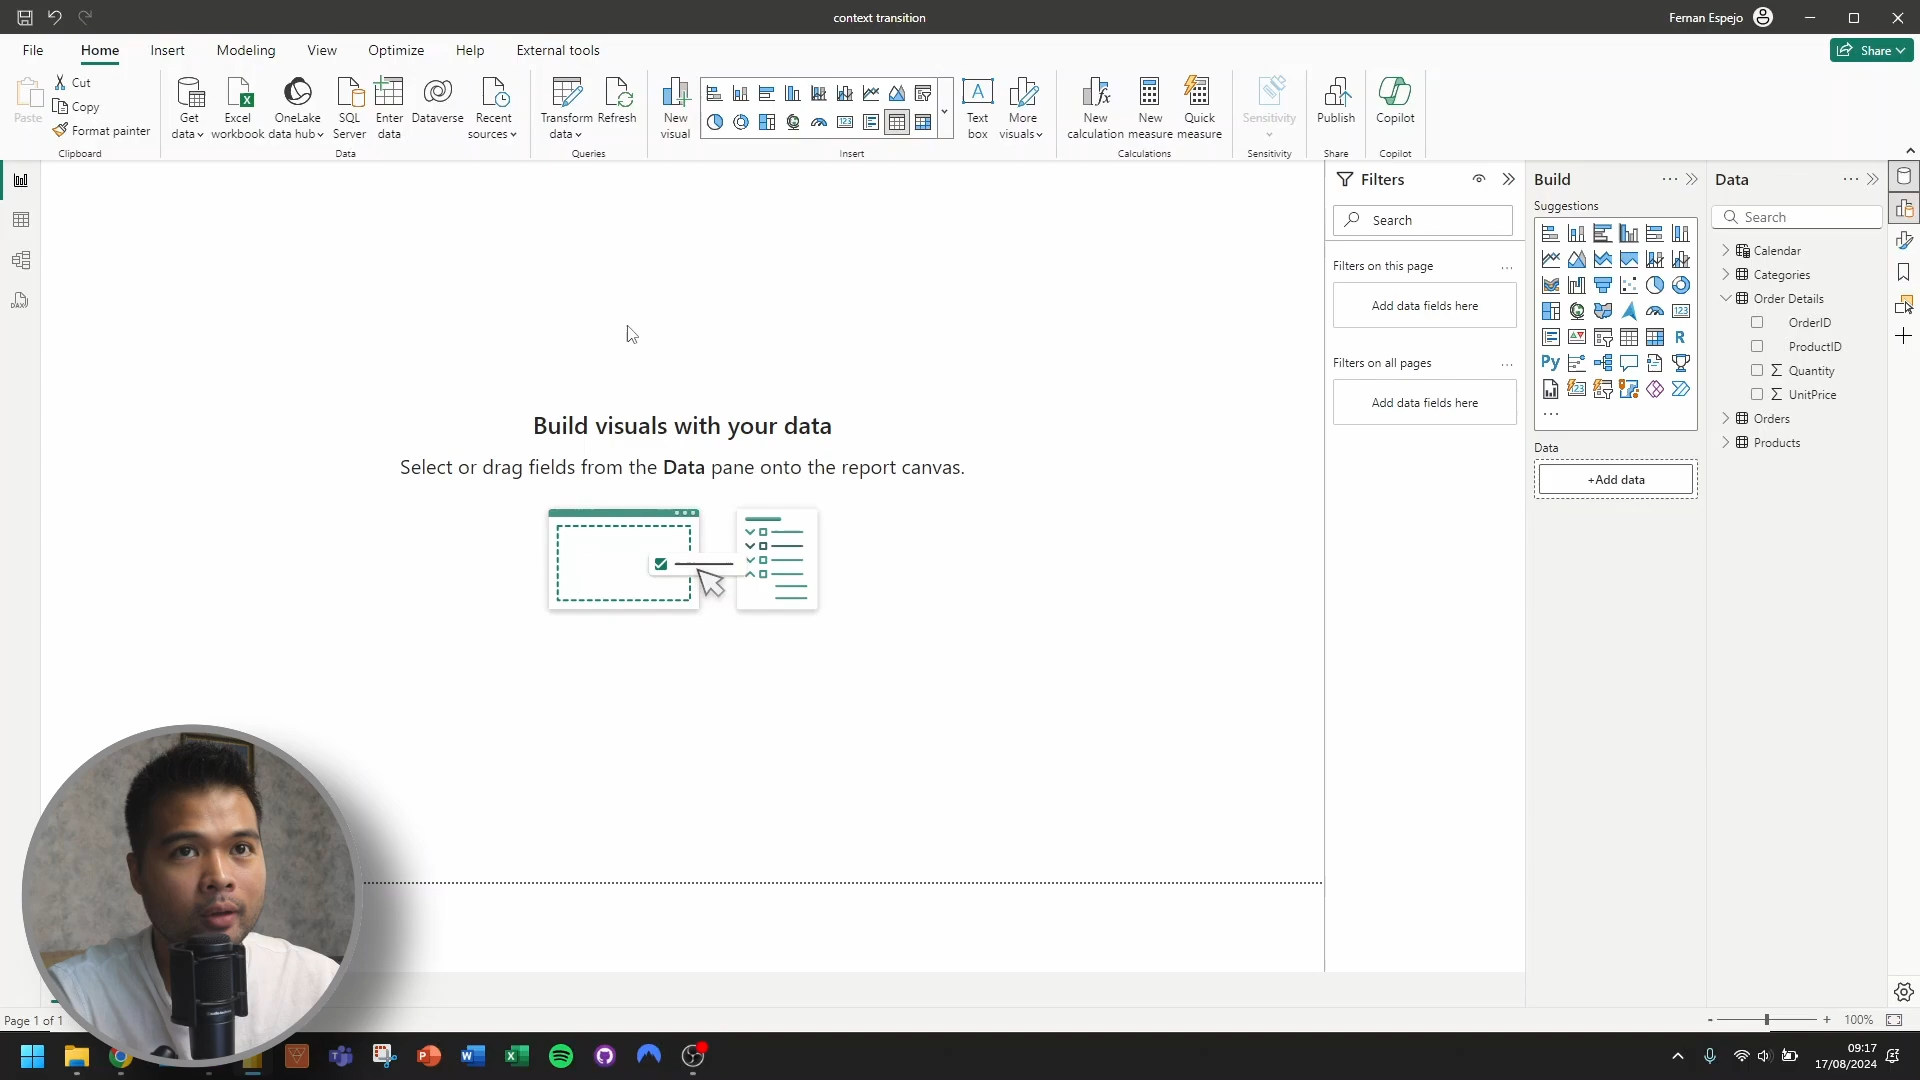 context transition
Fernan Espejo
File
Home
Insert
Modeling
View
Optimize
Help
External tools
Share
Paste
Cut
Copy
Format painter
Clipboard
Get
data
Excel
workbook
OneLake
data hub
SQL
Server
Enter
data
Dataverse
Recent
sources
Data
Transform
data
Refresh
Queries
New
visual
Insert
Text
box
More
visuals
New
calculation
New
measure
Quick
measure
Calculations
Sensitivity
Sensitivity
Publish
Share
Copilot
Copilot
Build visuals with your data
Select or drag fields from the Data pane onto the report canvas.
Filters
Search
Filters on this page
Add data fields here
Filters on all pages
Add data fields here
Build
Suggestions
R
Py
123
Data
+Add data
Data
Search
Calendar
Categories
Order Details
OrderID
ProductID
Quantity
UnitPrice
Orders
Products
DAX
Page 1 of 1
- + 100%
09:17
17/08/2024